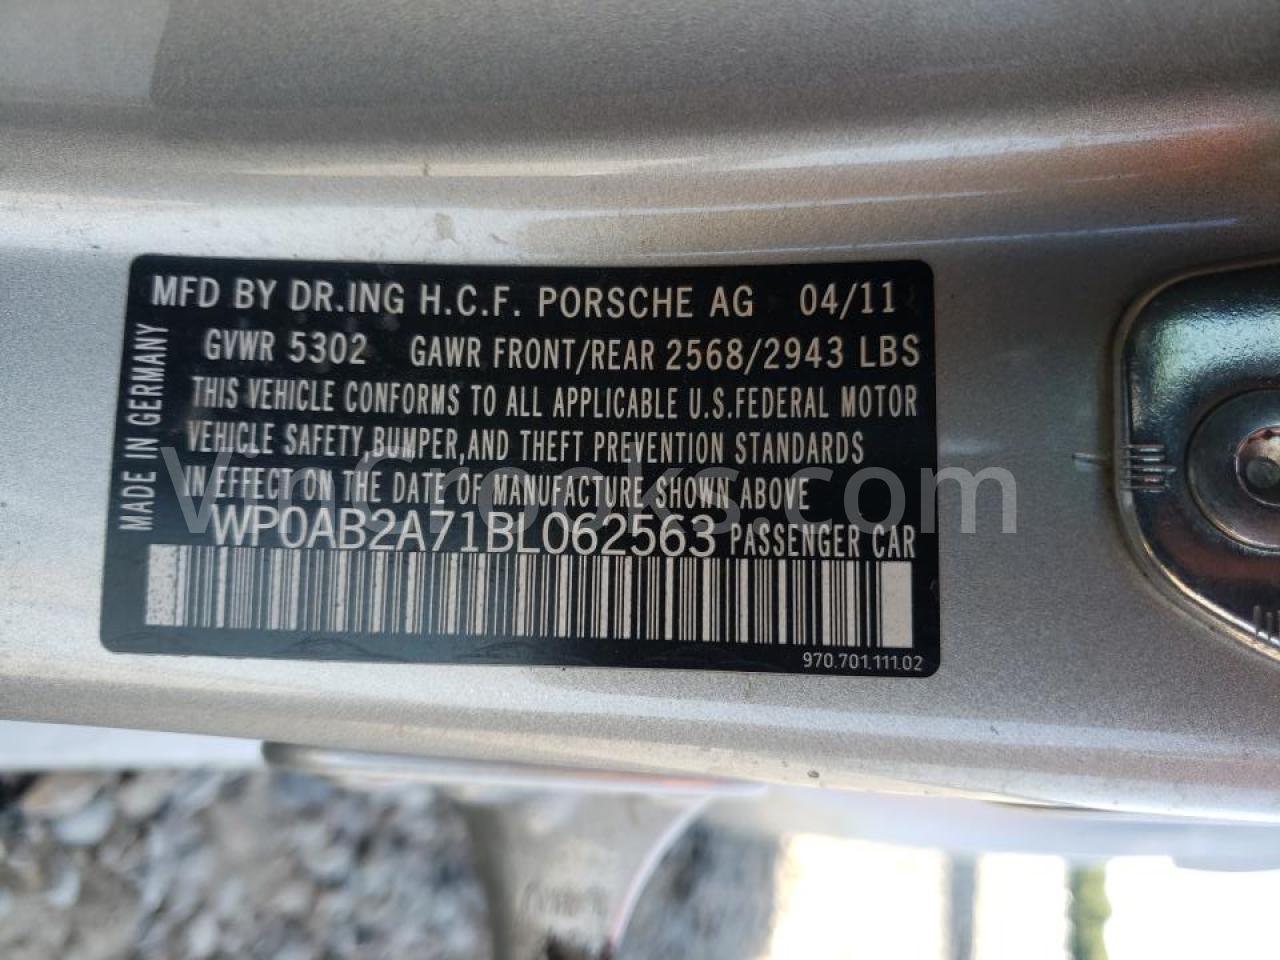 MFD BY DR.ING H.C.F. PORSCHE AG 04/11
GVWR 5302 GAWR FRONT/REAR 2568/2943 LBS
THIS VEHICLE CONFORMS TO ALL APPLICABLE U.S.FEDERAL MOTOR
VEHICLE SAFETY,BUMPER,AND THEFT PREVENTION STANDARDS
IN EFFECT ON THE DATE OF MANUFACTURE SHOWN ABOVE
WP0AB2A71BL062563 PASSENGER CAR
970.701.111.02
MADE IN GERMANY
VinCrooks.com